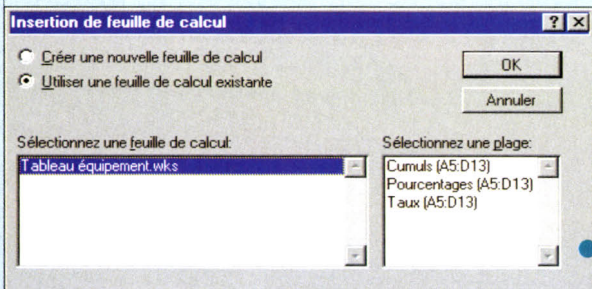 Insertion de feuille de calcul
Créer une nouvelle feuille de calcul
Utiliser une feuille de calcul existante
OK
Annuler
Sélectionnez une feuille de calcul:
Tableau équipement.wks
Sélectionnez une plage:
Cumuls (A5:D13)
Pourcentages (A5:D13)
Taux (A5:D13)